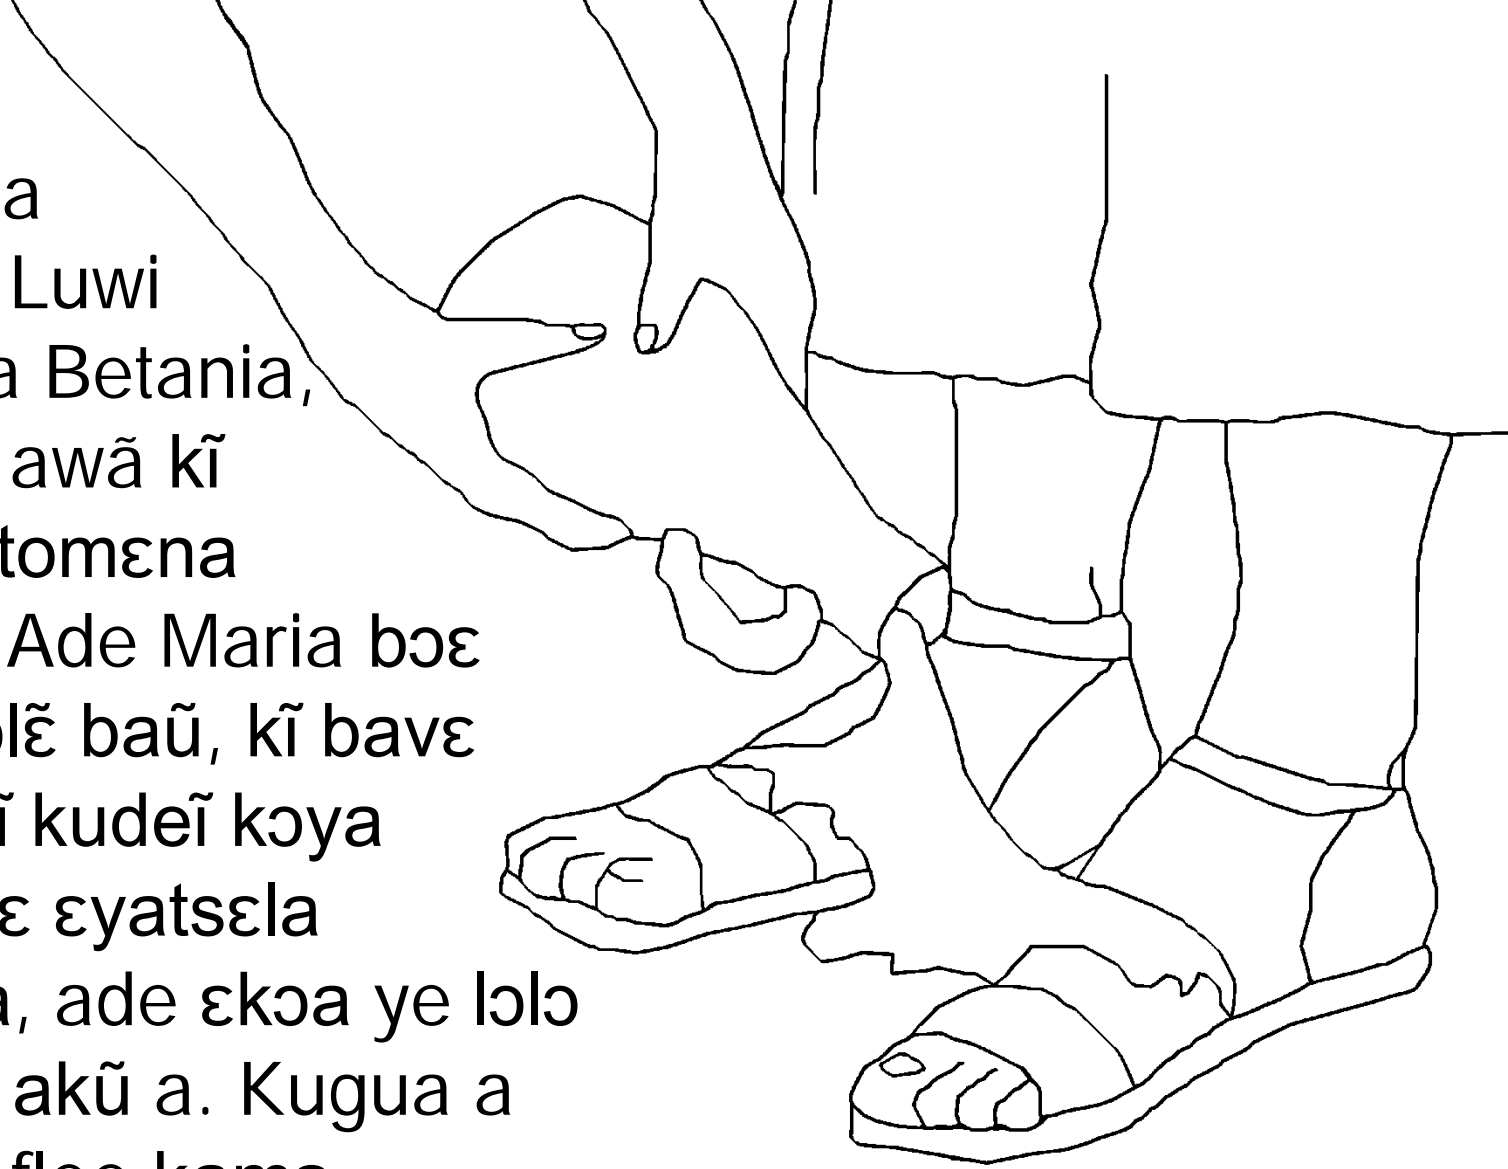 a
Luwi
a Betania,
awã kĩ
tomɛna
Ade Maria bɔɛ
ɔlɛ̃ baũ, kĩ bavɛ
ĩ kudeĩ kɔya
ɛ ɛyatsɛla
a, ade ɛkɔa ye lɔlɔ
akũ a. Kugua a